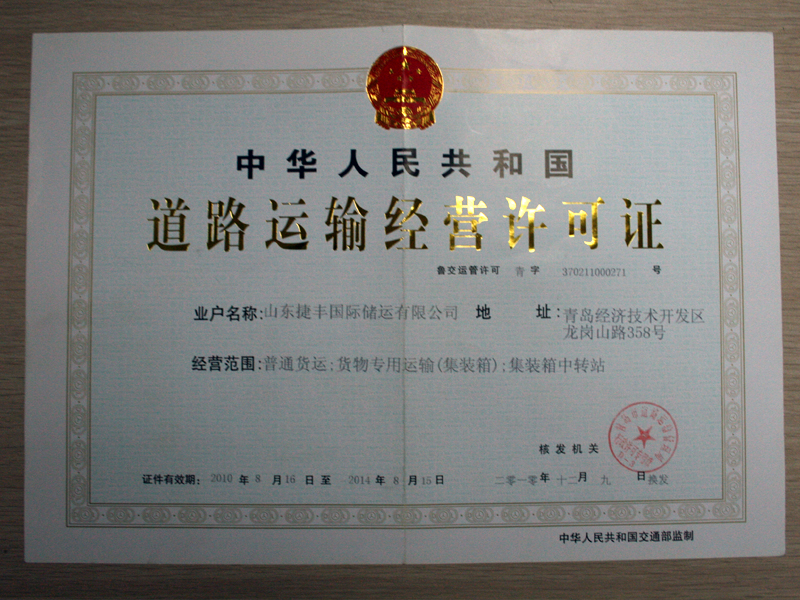 中华人民共和国
道路运输经营许可证
鲁交运管许可 青 字 370211000271 号
业户名称:山东捷丰国际储运有限公司 地 址:青岛经济技术开发区
龙岗山路358号
经营范围:普通货运;货物专用运输(集装箱);集装箱中转站
核发机关
证件有效期: 2010 年 8 月 16 日 至 2014 年 8 月 15 日 二零一零 年 十二 月 九 日 换发
中华人民共和国交通部监制